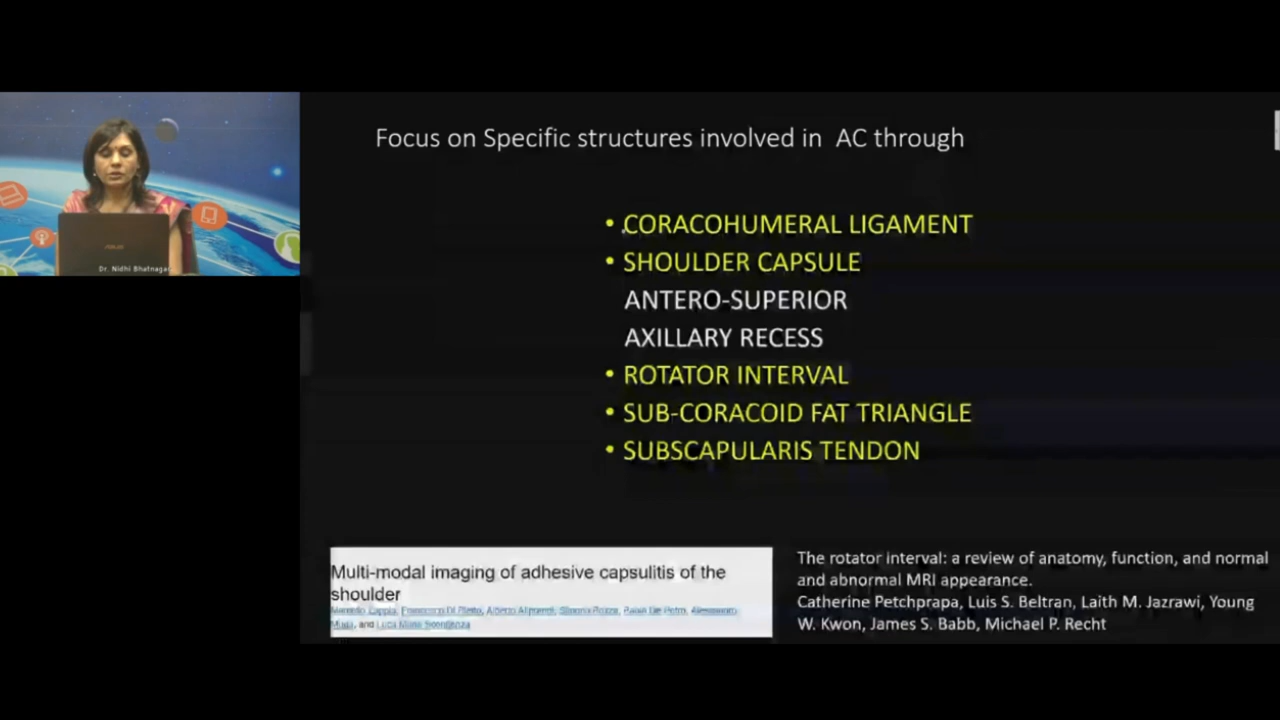 Focus on Specific structures involved in AC through
• CORACOHUMERAL LIGAMENT
• SHOULDER CAPSULE
ANTERO-SUPERIOR
AXILLARY RECESS
• ROTATOR INTERVAL
• SUB-CORACOID FAT TRIANGLE
• SUBSCAPULARIS TENDON
ASUS
Dr. Nidhi Bhatnagar
Multi-modal imaging of adhesive capsulitis of the
shoulder
and
The rotator interval: a review of anatomy, function, and normal
and abnormal MRI appearance.
Catherine Petchprapa, Luis S. Beltran, Laith M. Jazrawi, Young
W. Kwon, James S. Babb, Michael P. Recht